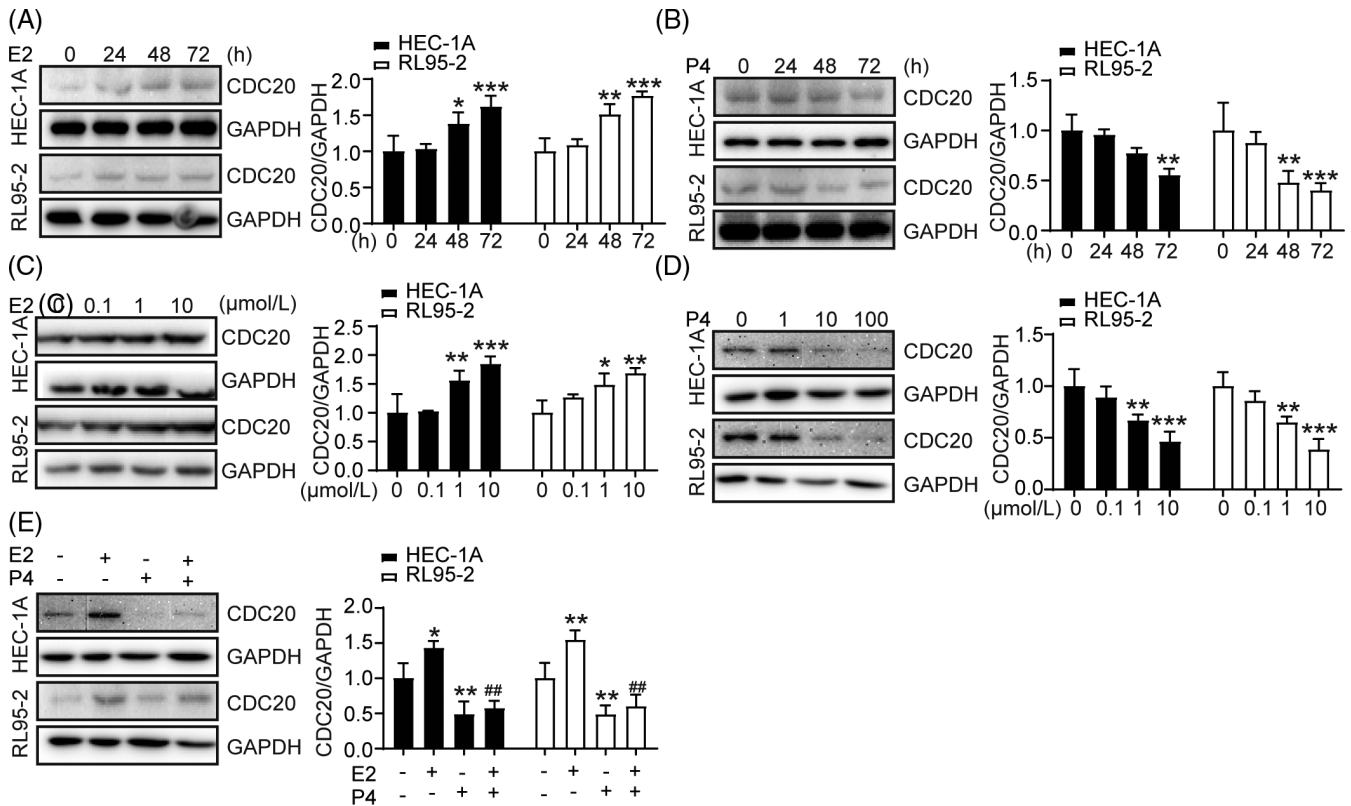 (A)
E2 0 24 48 72 (h)
HEC-1A
CDC20
GAPDH
RL95-2
CDC20
GAPDH
HEC-1A
RL95-2
CDC20/GAPDH
2.0
1.5
1.0
0.5
0.0
* *** ** ***
(h) 0 24 48 72 0 24 48 72
(B)
P4 0 24 48 72 (h)
HEC-1A
CDC20
GAPDH
RL95-2
CDC20
GAPDH
HEC-1A
RL95-2
CDC20/GAPDH
1.5
1.0
0.5
0.0
** ** ***
(h) 0 24 48 72 0 24 48 72
(C)
E2 0 0.1 1 10 (μmol/L)
(C)
HEC-1A
CDC20
GAPDH
RL95-2
CDC20
GAPDH
HEC-1A
RL95-2
CDC20/GAPDH
2.5
2.0
1.5
1.0
0.5
0.0
** *** * **
(μmol/L) 0 0.1 1 10 0 0.1 1 10
(D)
P4 0 1 10 100
HEC-1A
CDC20
GAPDH
RL95-2
CDC20
GAPDH
HEC-1A
RL95-2
CDC20/GAPDH
1.5
1.0
0.5
0.0
** *** ** ***
(μmol/L) 0 0.1 1 10 0 0.1 1 10
(E)
E2 - + - +
P4 - - + +
HEC-1A
CDC20
GAPDH
RL95-2
CDC20
GAPDH
HEC-1A
RL95-2
CDC20/GAPDH
2.0
1.5
1.0
0.5
0.0
* ** ## ** ** ##
E2 - + - + - + - +
P4 - - + + - - + +